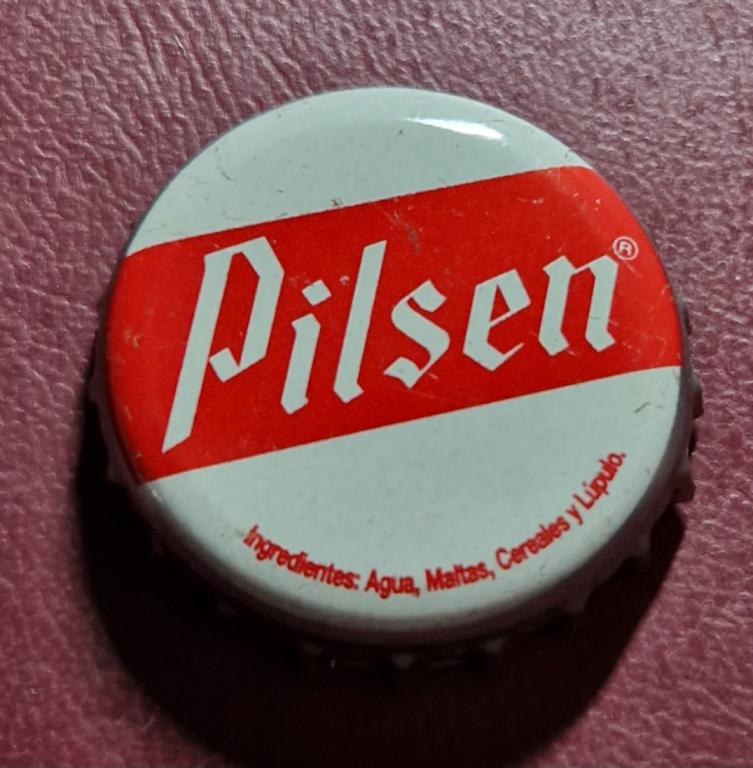 Pilsen®
Ingredientes: Agua, Maltas, Cereales y Lúpulo.